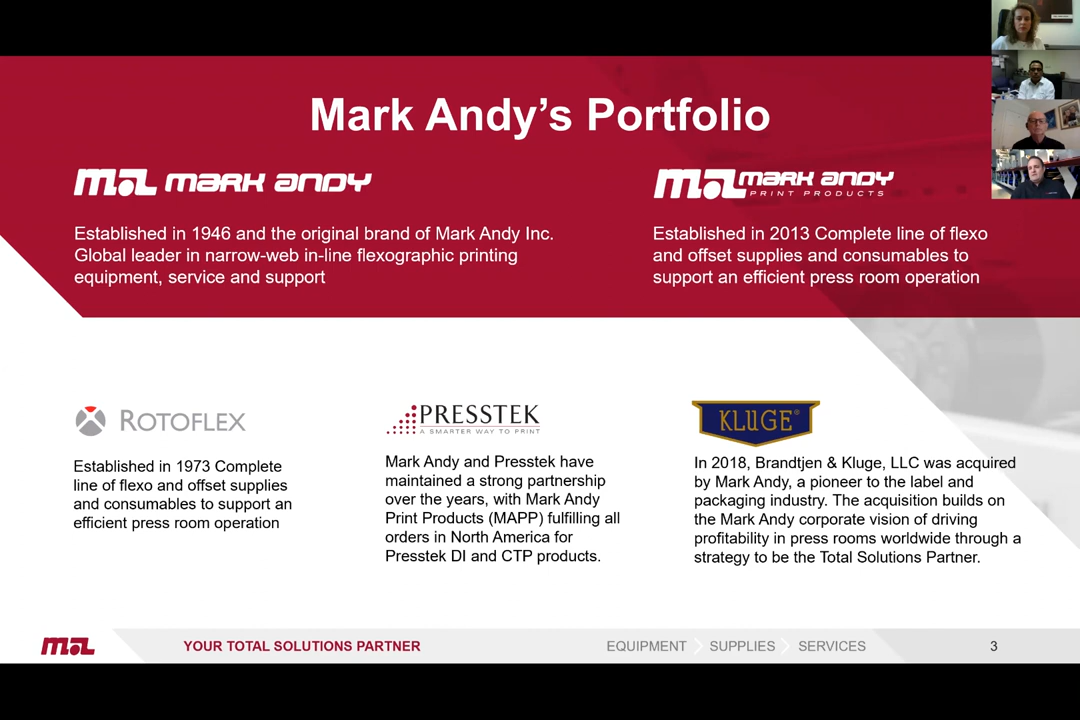 Mark Andy’s Portfolio
mark andy
mark andy
PRINT PRODUCTS
Established in 1946 and the original brand of Mark Andy Inc.
Global leader in narrow-web in-line flexographic printing
equipment, service and support
Established in 2013 Complete line of flexo
and offset supplies and consumables to
support an efficient press room operation
ROTOFLEX
Established in 1973 Complete
line of flexo and offset supplies
and consumables to support an
efficient press room operation
PRESSTEK
A SMARTER WAY TO PRINT
Mark Andy and Presstek have
maintained a strong partnership
over the years, with Mark Andy
Print Products (MAPP) fulfilling all
orders in North America for
Presstek DI and CTP products.
KLUGE®
In 2018, Brandtjen & Kluge, LLC was acquired
by Mark Andy, a pioneer to the label and
packaging industry. The acquisition builds on
the Mark Andy corporate vision of driving
profitability in press rooms worldwide through a
strategy to be the Total Solutions Partner.
YOUR TOTAL SOLUTIONS PARTNER
EQUIPMENT
SUPPLIES
SERVICES
3